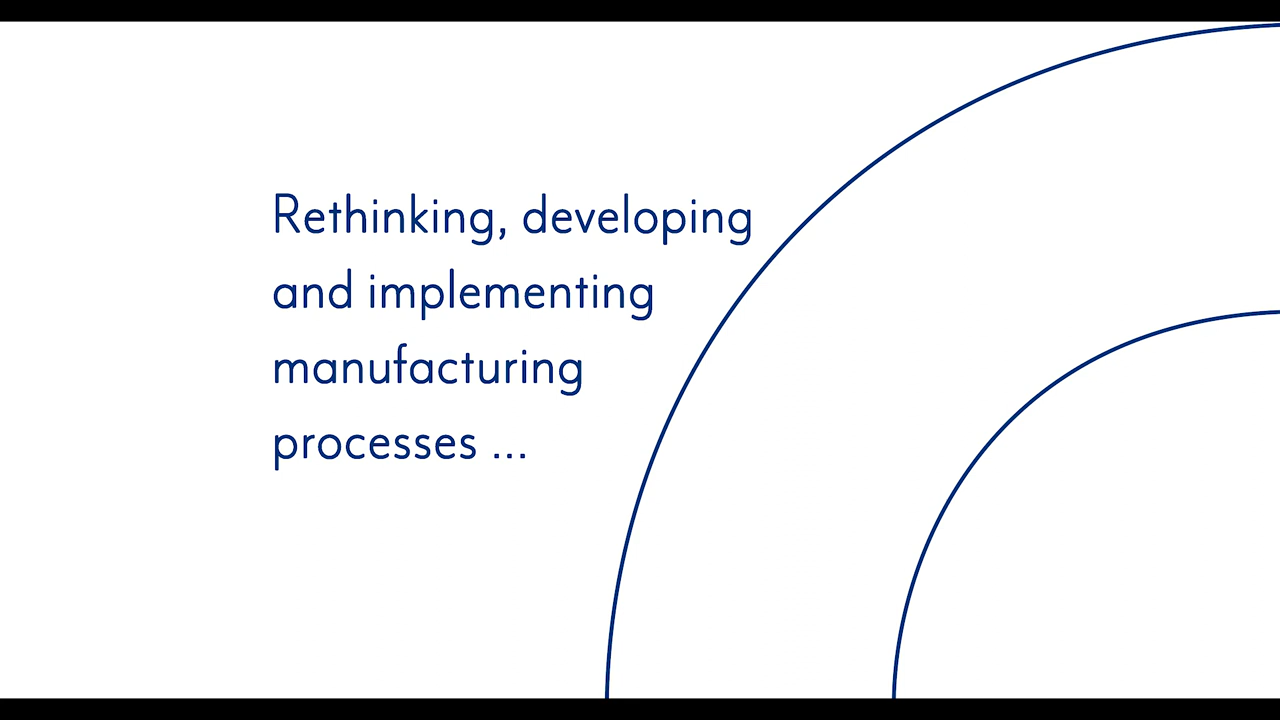 Rethinking, developing
and implementing
manufacturing
processes ...